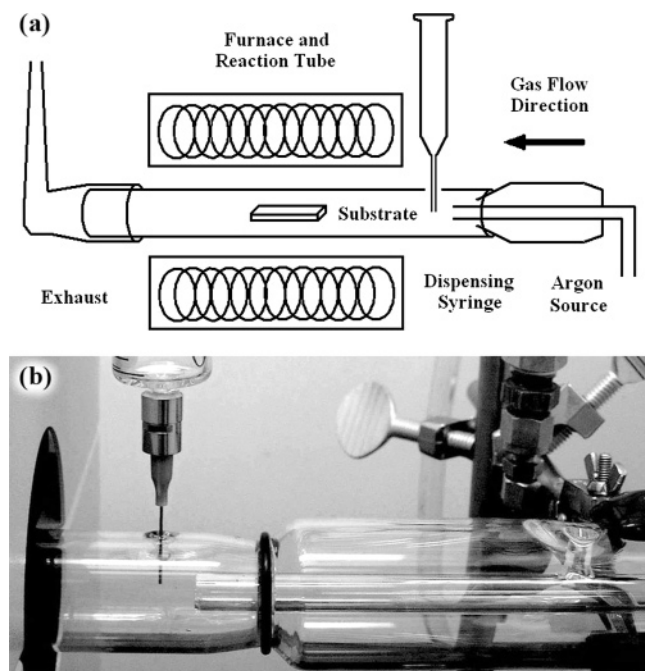 (a)
Furnace and
Reaction Tube
Gas Flow
Direction
Substrate
Exhaust
Dispensing
Syringe
Argon
Source
(b)